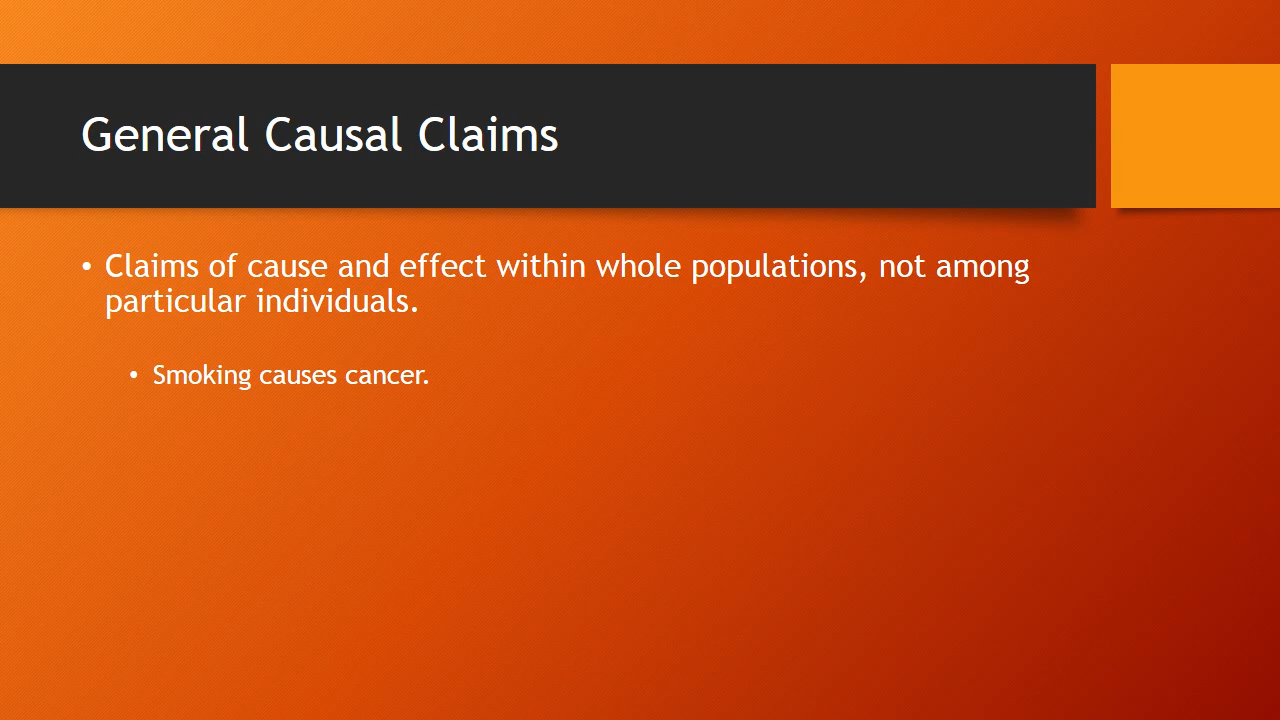 General Causal Claims
• Claims of cause and effect within whole populations, not among
particular individuals.
• Smoking causes cancer.